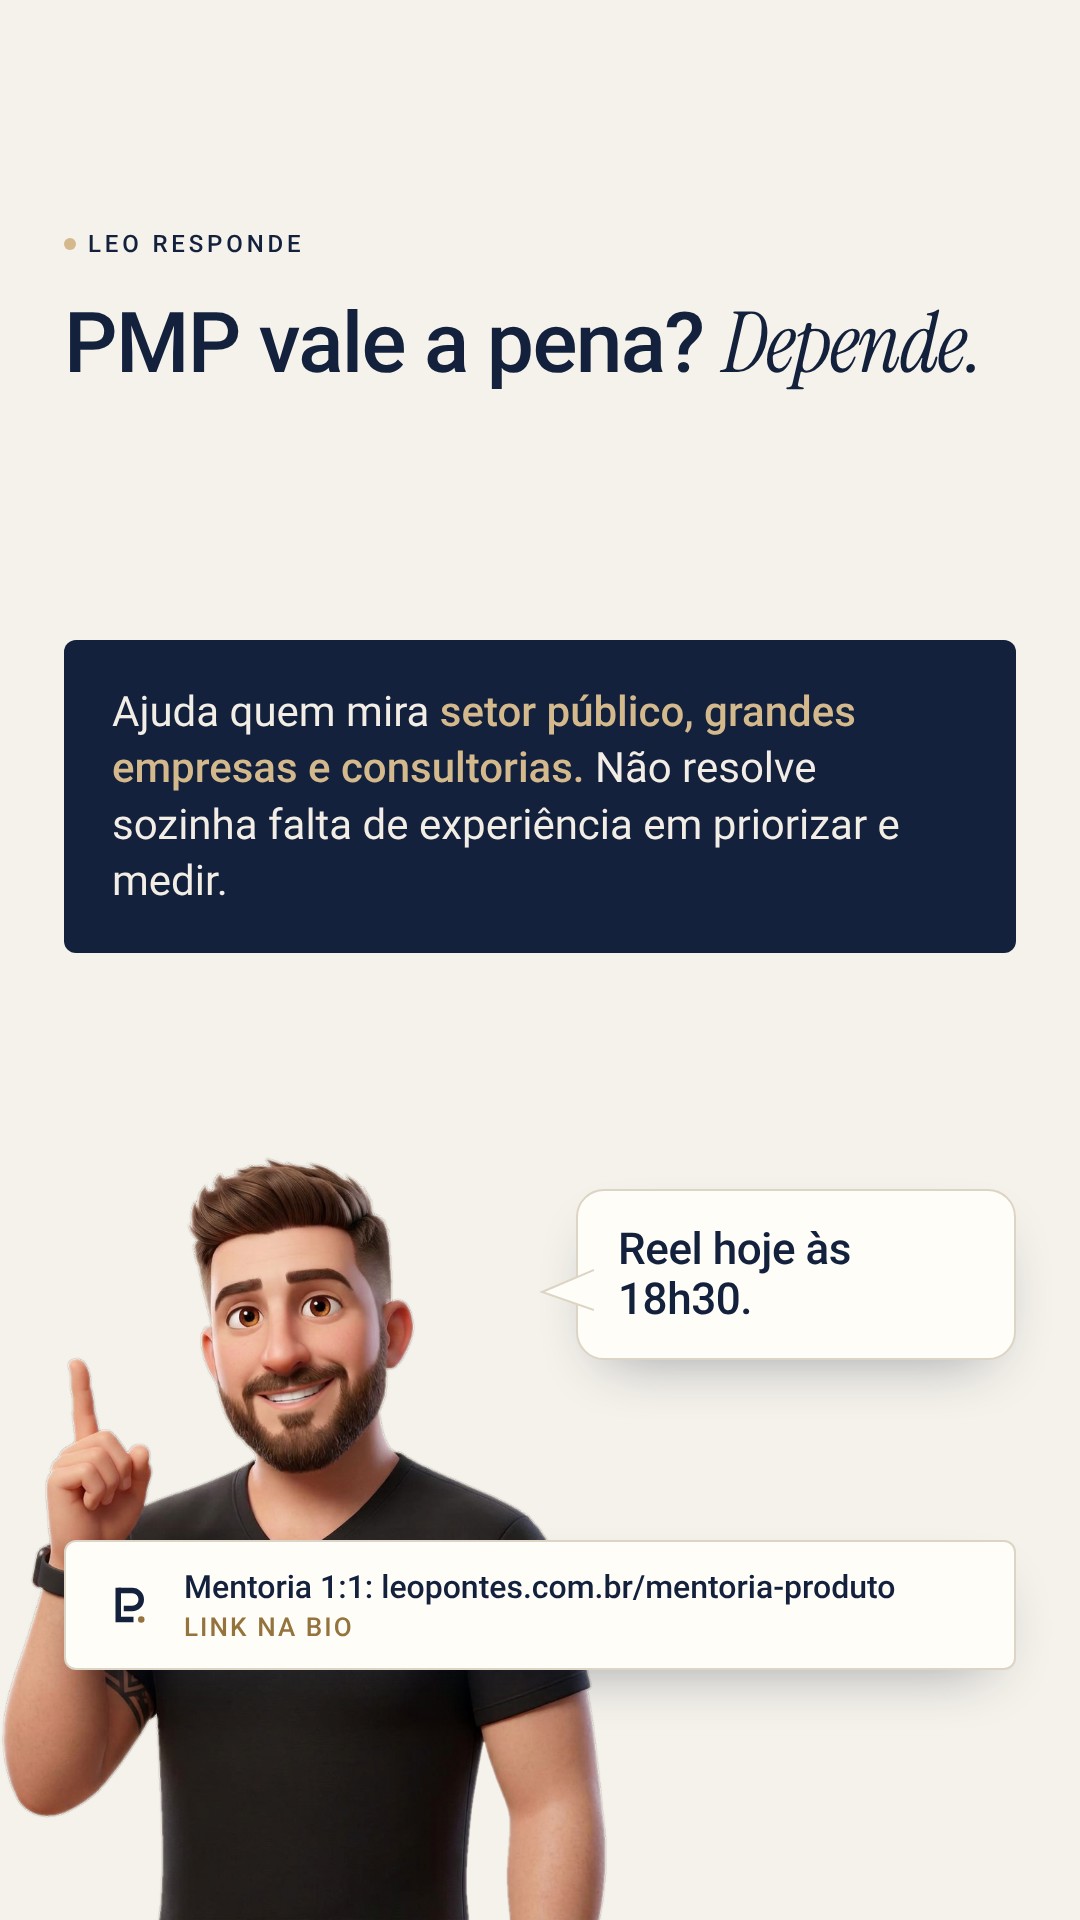 LEO RESPONDE
PMP vale a pena? Depende.
Ajuda quem mira setor público, grandes
empresas e consultorias. Não resolve
sozinha falta de experiência em priorizar e
medir.
Reel hoje às
18h30.
Mentoria 1:1: leopontes.com.br/mentoria-produto
LINK NA BIO